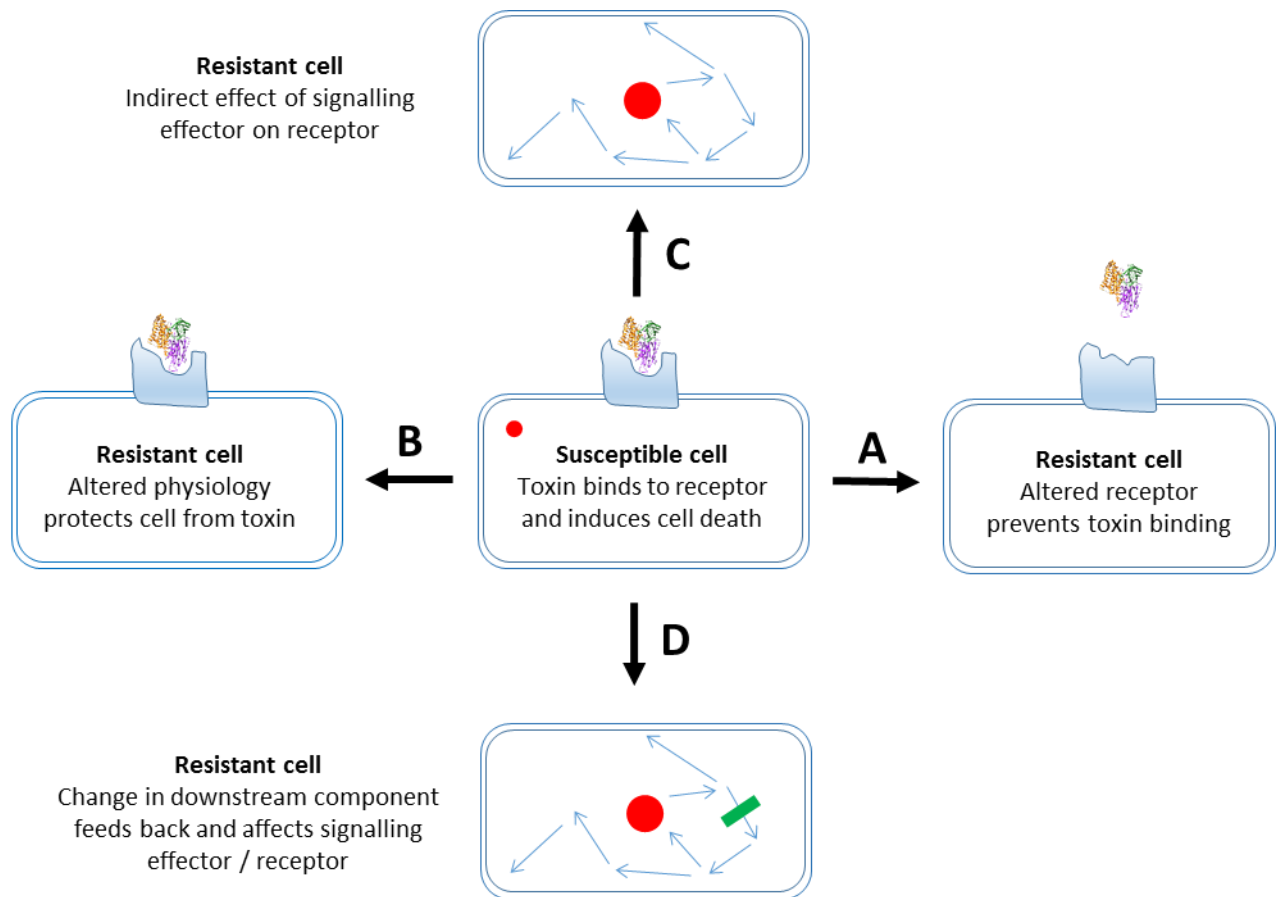 Resistant cell
Indirect effect of signalling
effector on receptor
C
B
A
Resistant cell
Altered physiology
protects cell from toxin
Susceptible cell
Toxin binds to receptor
and induces cell death
Resistant cell
Altered receptor
prevents toxin binding
D
Resistant cell
Change in downstream component
feeds back and affects signalling
effector / receptor